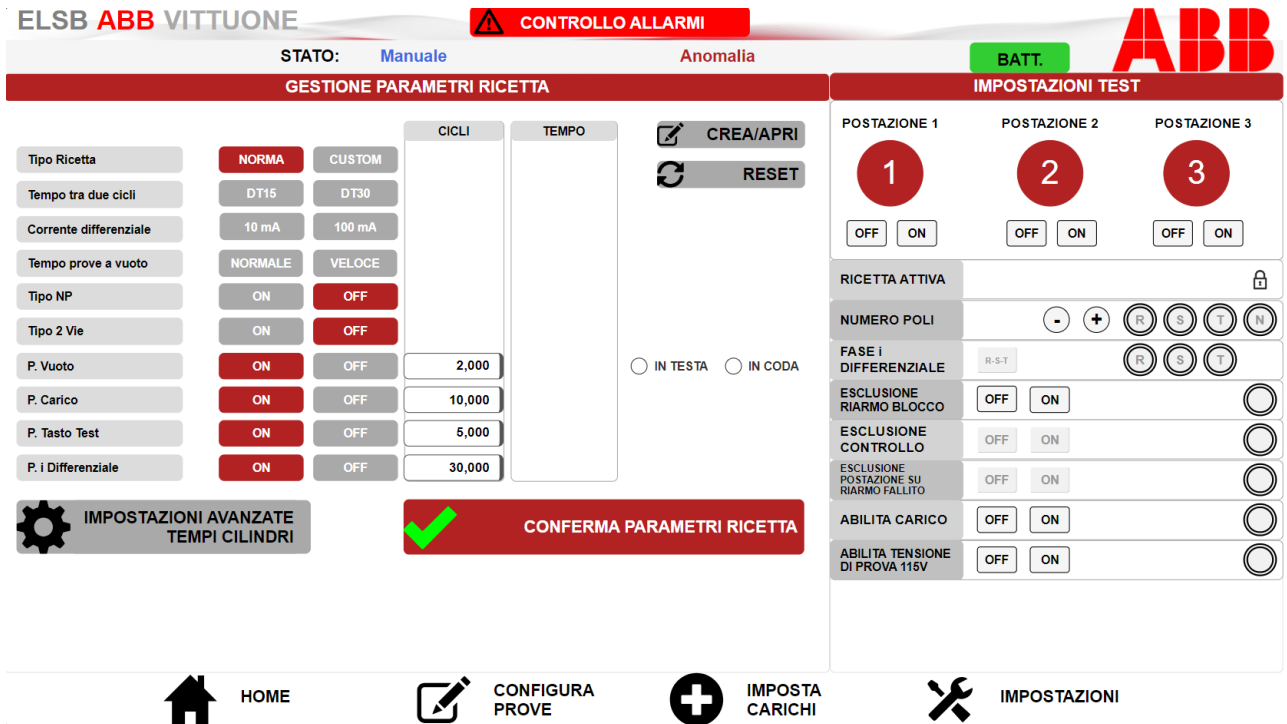 ELSB ABB VITTUONE
CONTROLLO ALLARMI
ABB
STATO: Manuale Anomalia
BATT.
GESTIONE PARAMETRI RICETTA
IMPOSTAZIONI TEST
CICLI TEMPO
CREA/APRI
RESET
Tipo Ricetta NORMA CUSTOM
Tempo tra due cicli DT15 DT30
Corrente differenziale 10 mA 100 mA
Tempo prove a vuoto NORMALE VELOCE
Tipo NP ON OFF
Tipo 2 Vie ON OFF
P. Vuoto ON OFF 2,000 IN TESTA IN CODA
P. Carico ON OFF 10,000
P. Tasto Test ON OFF 5,000
P. i Differenziale ON OFF 30,000
IMPOSTAZIONI AVANZATE
TEMPI CILINDRI
CONFERMA PARAMETRI RICETTA
POSTAZIONE 1 POSTAZIONE 2 POSTAZIONE 3
1 2 3
OFF ON OFF ON OFF ON
RICETTA ATTIVA
NUMERO POLI - + R S T N
FASE i
DIFFERENZIALE R-S-T R S T
ESCLUSIONE
RIARMO BLOCCO OFF ON
ESCLUSIONE
CONTROLLO OFF ON
ESCLUSIONE
POSTAZIONE SU
RIARMO FALLITO OFF ON
ABILITA CARICO OFF ON
ABILITA TENSIONE
DI PROVA 115V OFF ON
HOME
CONFIGURA
PROVE
IMPOSTA
CARICHI
IMPOSTAZIONI